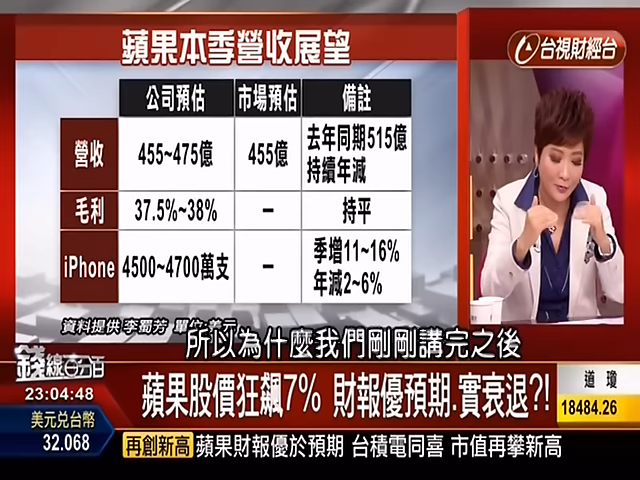 蘋果本季營收展望
台視財經台
公司預估 市場預估 備註
營收 455~475億 455億 去年同期515億
持續年減
毛利 37.5%~38% – 持平
iPhone 4500~4700萬支 – 季增11~16%
年減2~6%
資料提供 李蜀芳 單位:美元
所以為什麼我們剛剛講完之後
錢線百分百
23:04:48
蘋果股價狂飆7% 財報優預期.實衰退?!
道瓊
18484.26
美元兌台幣
32.068
再創新高 蘋果財報優於預期 台積電同喜 市值再攀新高